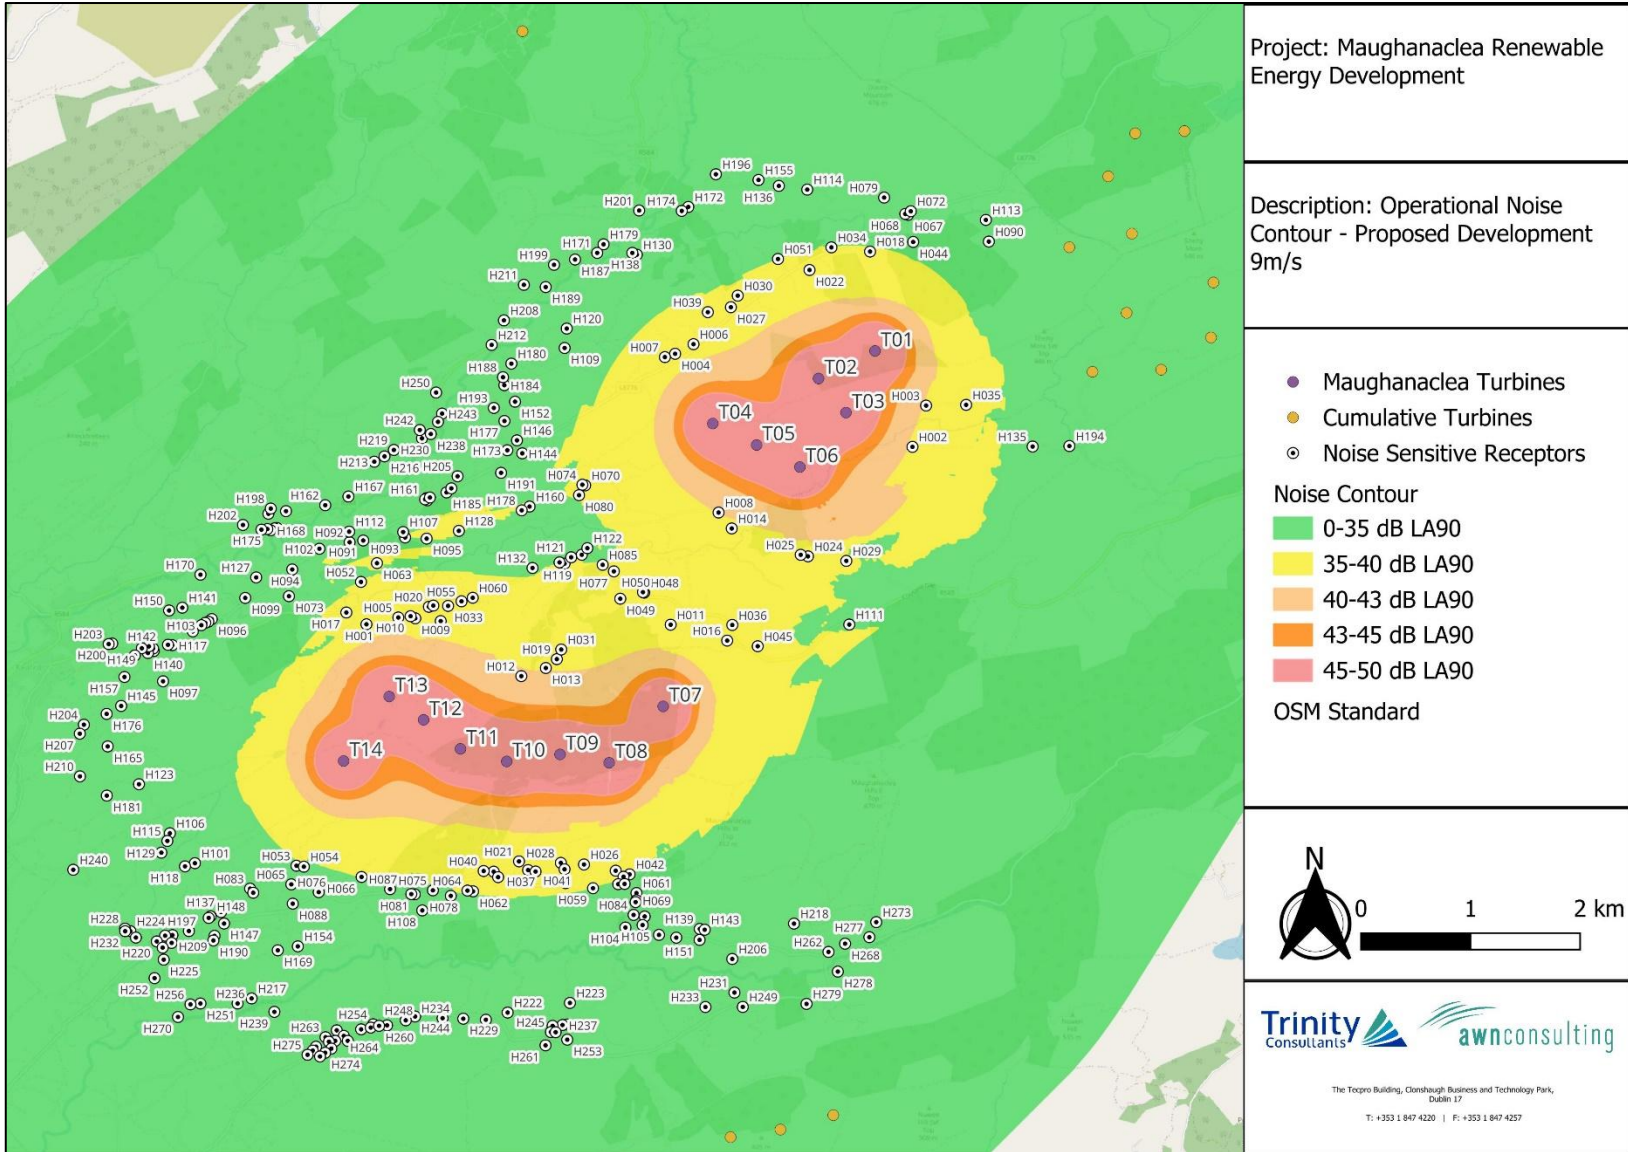 Project: Maughanaclea Renewable
Energy Development
Description: Operational Noise
Contour - Proposed Development
9m/s
Maughanaclea Turbines
Cumulative Turbines
Noise Sensitive Receptors
Noise Contour
0-35 dB LA90
35-40 dB LA90
40-43 dB LA90
43-45 dB LA90
45-50 dB LA90
OSM Standard
N
0 1 2 km
Trinity
Consultants
awnconsulting
The Tecpro Building, Clonshaugh Business and Technology Park,
Dublin 17
T: +353 1 847 4220 | F: +353 1 847 4257
H196
H155
H114
H079
H136
H072
H201
H174
H172
H113
H068
H067
H090
H179
H171
H130
H034
H018
H051
H044
H199
H187
H138
H022
H211
H189
H030
H039
H027
H208
H120
H006
H212
H007
H109
H004
T01
H180
T02
H188
H184
H250
H193
H003
H035
T03
H243
H152
T04
H242
H177
H146
H002
H135
H194
H219
H238
T05
H230
H173
H144
H213
T06
H216
H205
H074
H070
H191
H167
H161
H178
H160
H198
H162
H185
H080
H008
H202
H014
H112
H107
H128
H175
H168
H092
H095
H102
H091
H093
H122
H121
H025
H024
H029
H132
H119
H085
H170
H127
H063
H052
H077
H094
H050
H048
H055
H060
H150
H141
H099
H073
H020
H049
H005
H011
H036
H111
H103
H096
H017
H010
H009
H033
H001
H016
H203
H142
H117
H031
H045
H200
H019
H149
H140
H012
H013
H157
H097
T13
T07
H145
T12
H204
H176
T11
T09
H207
T14
T10
T08
H165
H210
H123
H181
H106
H115
H129
H101
H053
H054
H021
H028
H026
H042
H240
H040
H118
H065
H087
H037
H041
H061
H083
H076
H066
H075
H064
H059
H081
H078
H062
H069
H088
H108
H084
H137
H148
H139
H143
H218
H273
H228
H224
H197
H277
H147
H104
H105
H232
H209
H154
H151
H262
H268
H220
H190
H206
H169
H225
H278
H252
H231
H217
H256
H236
H233
H249
H279
H251
H222
H223
H239
H248
H234
H270
H254
H244
H229
H245
H237
H263
H260
H253
H275
H264
H261
H274